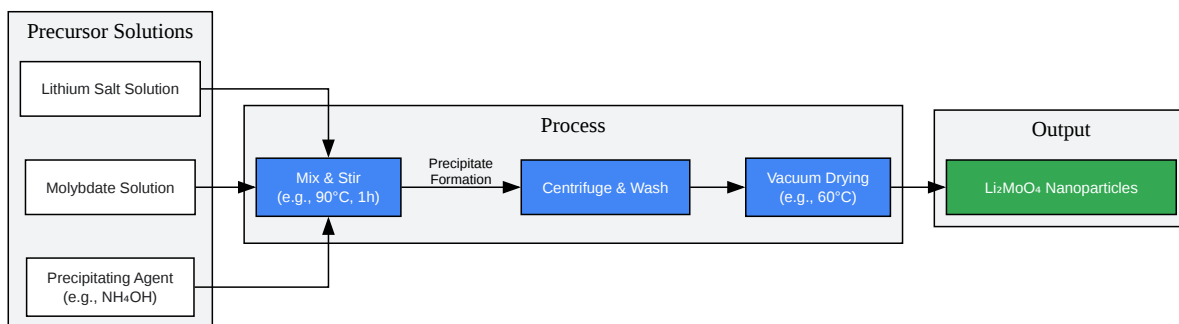 Precursor Solutions
Lithium Salt Solution
Molybdate Solution
Precipitating Agent
(e.g., NH₄OH)
Process
Mix & Stir
(e.g., 90°C, 1h)
Precipitate
Formation
Centrifuge & Wash
Vacuum Drying
(e.g., 60°C)
Output
Li₂MoO₄ Nanoparticles